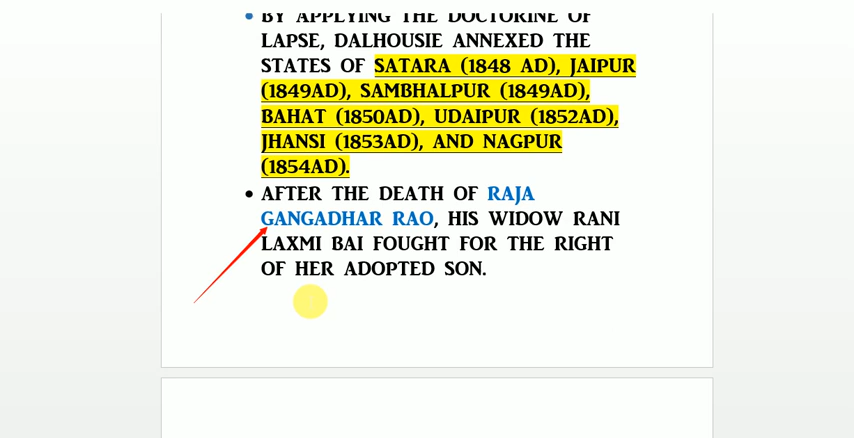 • BY APPLYING THE DOCTORINE OF
LAPSE, DALHOUSIE ANNEXED THE
STATES OF SATARA (1848 AD), JAIPUR
(1849AD), SAMBHALPUR (1849AD),
BAHAT (1850AD), UDAIPUR (1852AD),
JHANSI (1853AD), AND NAGPUR
(1854AD).
• AFTER THE DEATH OF RAJA
GANGADHAR RAO, HIS WIDOW RANI
LAXMI BAI FOUGHT FOR THE RIGHT
OF HER ADOPTED SON.